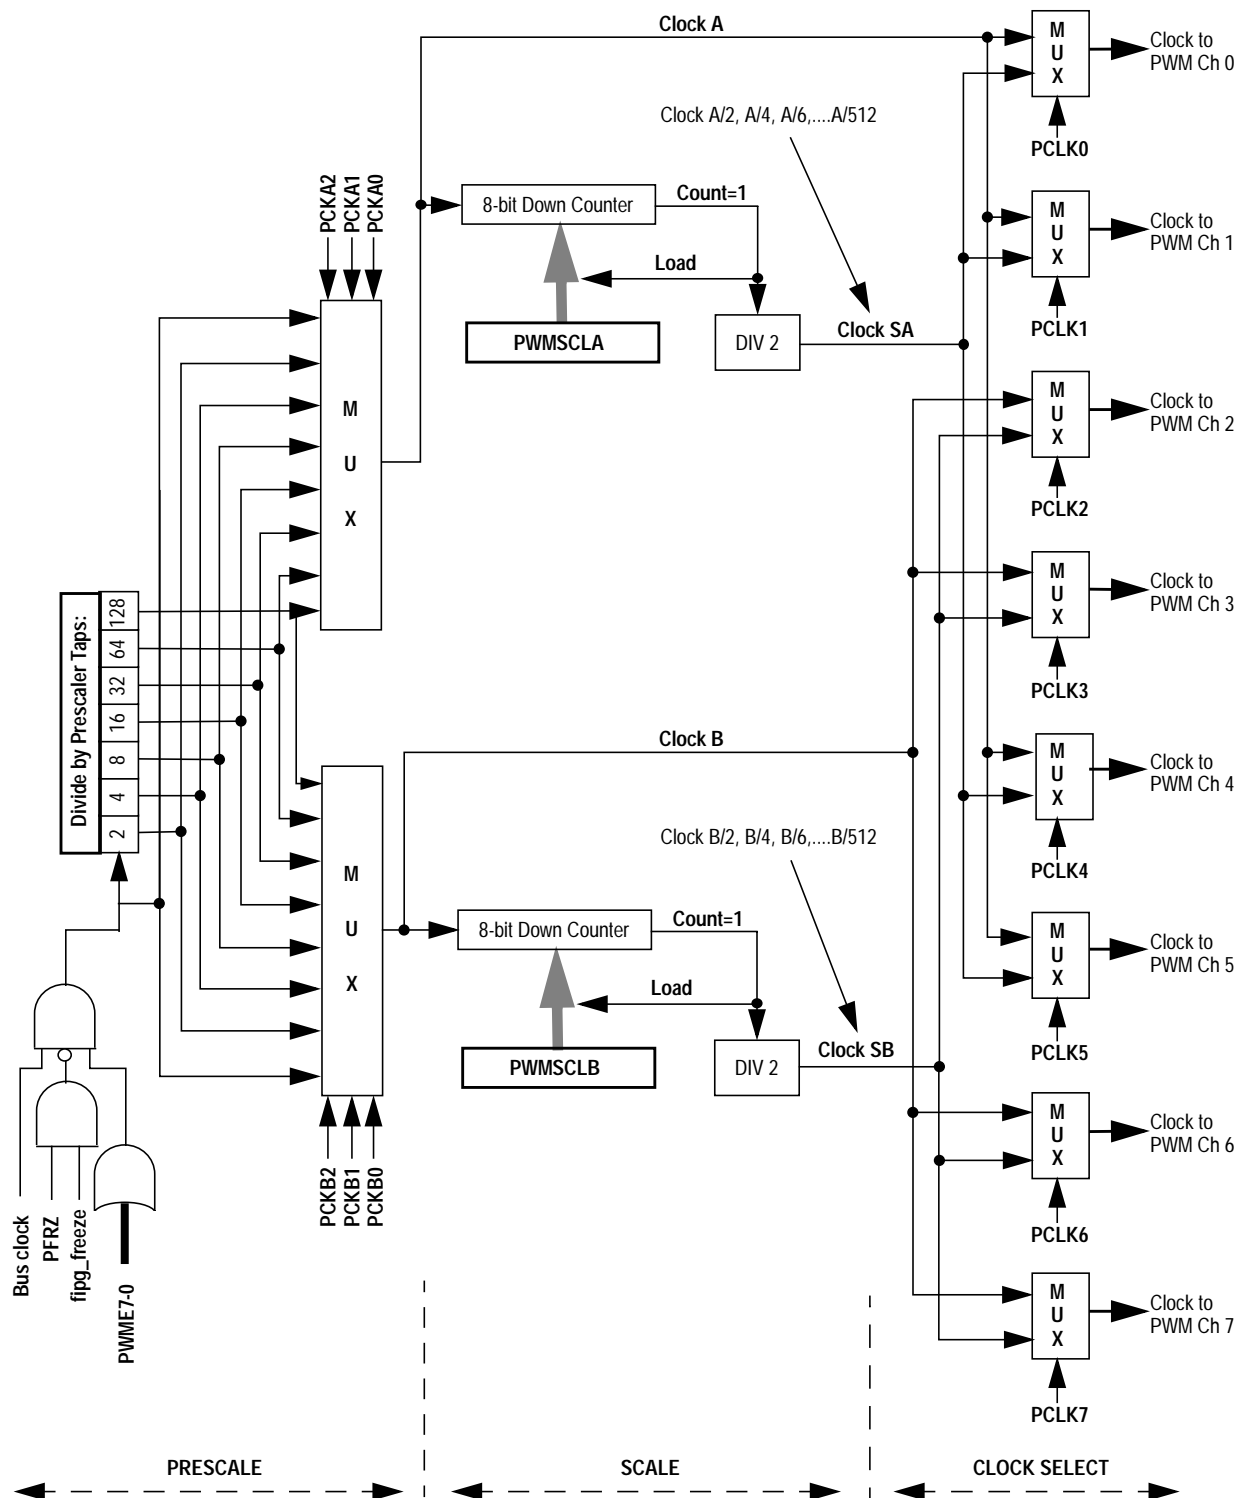 Clock A
M
U
X
Clock to
PWM Ch 0
PCLK0
Clock A/2, A/4, A/6,....A/512
PCKA2
PCKA1
PCKA0
8-bit Down Counter
Count=1
M
U
X
Clock to
PWM Ch 1
PCLK1
Load
PWMSCLA
DIV 2
Clock SA
M
U
X
M
U
X
Clock to
PWM Ch 2
PCLK2
M
U
X
Clock to
PWM Ch 3
PCLK3
Divide by Prescaler Taps:
128
64
32
16
8
4
2
Clock B
M
U
X
Clock to
PWM Ch 4
PCLK4
Clock B/2, B/4, B/6,....B/512
M
U
X
8-bit Down Counter
Count=1
M
U
X
Clock to
PWM Ch 5
PCLK5
Load
PWMSCLB
DIV 2
Clock SB
M
U
X
Clock to
PWM Ch 6
PCLK6
PCKB2
PCKB1
PCKB0
Bus clock
PFRZ
fipg_freeze
PWME7-0
M
U
X
Clock to
PWM Ch 7
PCLK7
PRESCALE
SCALE
CLOCK SELECT